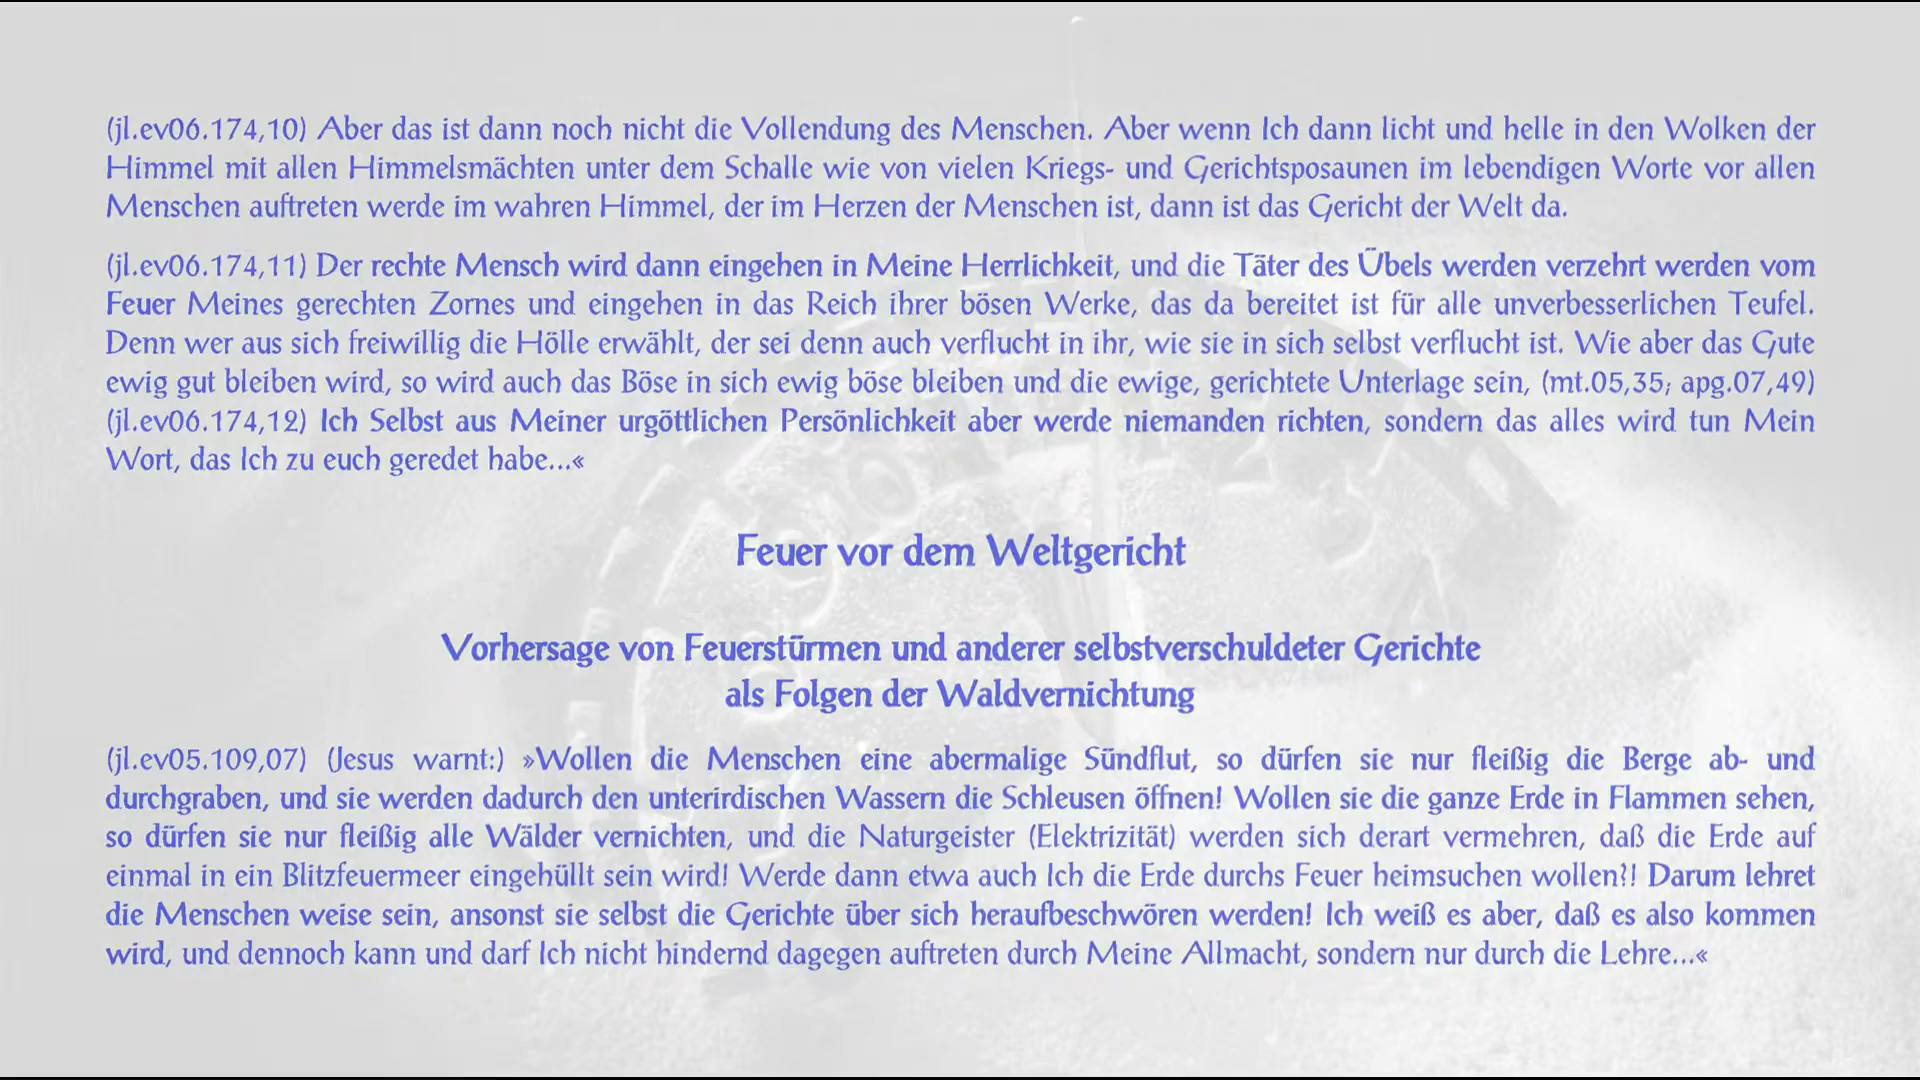 (jl.ev06.174,10) Aber das ist dann noch nicht die Vollendung des Menschen. Aber wenn Ich dann licht und helle in den Wolken der
Himmel mit allen Himmelsmächten unter dem Schalle wie von vielen Kriegs- und Gerichtsposaunen im lebendigen Worte vor allen
Menschen auftreten werde im wahren Himmel, der im Herzen der Menschen ist, dann ist das Gericht der Welt da.
(jl.ev06.174,11) Der rechte Mensch wird dann eingehen in Meine Herrlichkeit, und die Täter des Übels werden verzehrt werden vom
Feuer Meines gerechten Zornes und eingehen in das Reich ihrer bösen Werke, das da bereitet ist für alle unverbesserlichen Teufel.
Denn wer aus sich freiwillig die Hölle erwählt, der sei denn auch verflucht in ihr, wie sie in sich selbst verflucht ist. Wie aber das Gute
ewig gut bleiben wird, so wird auch das Böse in sich ewig böse bleiben und die ewige, gerichtete Unterlage sein, (mt.05,35; apg.07,49)
(jl.ev06.174,12) Ich Selbst aus Meiner urgöttlichen Persönlichkeit aber werde niemanden richten, sondern das alles wird tun Mein
Wort, das Ich zu euch geredet habe...«
Feuer vor dem Weltgericht
Vorhersage von Feuerstürmen und anderer selbstverschuldeter Gerichte
als Folgen der Waldvernichtung
(jl.ev05.109,07) (Jesus warnt:) »Wollen die Menschen eine abermalige Sündflut, so dürfen sie nur fleißig die Berge ab- und
durchgraben, und sie werden dadurch den unterirdischen Wassern die Schleusen öffnen! Wollen sie die ganze Erde in Flammen sehen,
so dürfen sie nur fleißig alle Wälder vernichten, und die Naturgeister (Elektrizität) werden sich derart vermehren, daß die Erde auf
einmal in ein Blitzfeuermeer eingehüllt sein wird! Werde dann etwa auch Ich die Erde durchs Feuer heimsuchen wollen?! Darum lehret
die Menschen weise sein, ansonst sie selbst die Gerichte über sich heraufbeschwören werden! Ich weiß es aber, daß es also kommen
wird, und dennoch kann und darf Ich nicht hindernd dagegen auftreten durch Meine Allmacht, sondern nur durch die Lehre...«